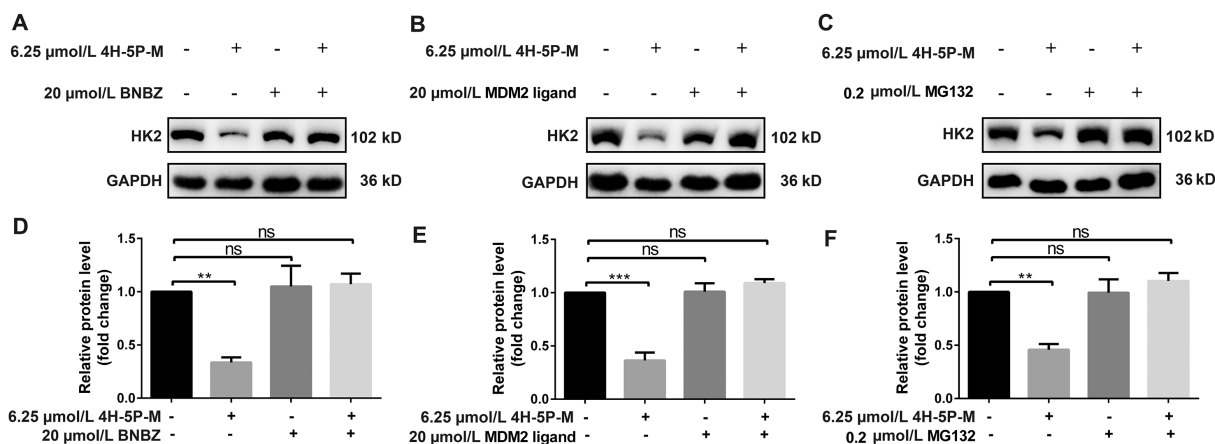 A
6.25 μmol/L 4H-5P-M - + - +
20 μmol/L BNBZ - - + +
HK2 102 kD
GAPDH 36 kD
B
6.25 μmol/L 4H-5P-M - + - +
20 μmol/L MDM2 ligand - - + +
HK2 102 kD
GAPDH 36 kD
C
6.25 μmol/L 4H-5P-M - + - +
0.2 μmol/L MG132 - - + +
HK2 102 kD
GAPDH 36 kD
D
Relative protein level
(fold change)
1.5
1.0
0.5
0.0
ns
ns
**
6.25 μmol/L 4H-5P-M - + - +
20 μmol/L BNBZ - - + +
E
Relative protein level
(fold change)
1.5
1.0
0.5
0.0
ns
ns
***
6.25 μmol/L 4H-5P-M - + - +
20 μmol/L MDM2 ligand - - + +
F
Relative protein level
(fold change)
1.5
1.0
0.5
0.0
ns
ns
**
6.25 μmol/L 4H-5P-M - + - +
0.2 μmol/L MG132 - - + +